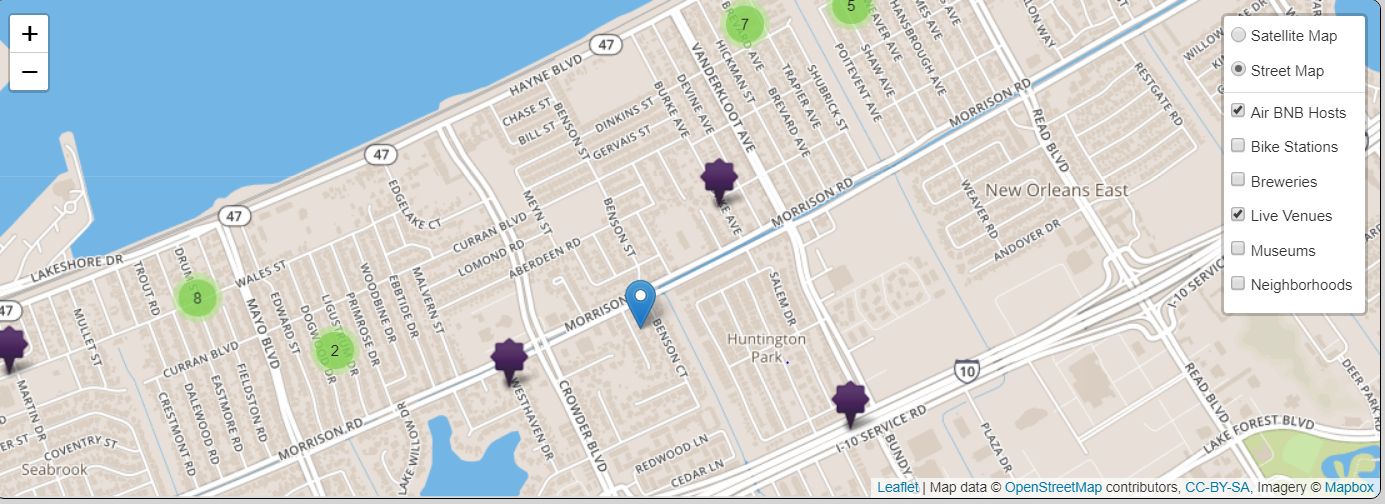 +
−
Satellite Map
Street Map
Air BNB Hosts
Bike Stations
Breweries
Live Venues
Museums
Neighborhoods
7
5
8
2
47
47
47
47
10
HAYNE BLVD
LAKESHORE DR
CHASE ST
BILL ST
BENSON ST
DINKINS ST
GERVAIS ST
BURKE AVE
DEVINE AVE
VANDERKLOOT AVE
HICKMAN ST
BREVARD AVE
TRAPIER AVE
SHUBRICK ST
POITEVENT AVE
SHAW AVE
WEAVER AVE
HANSBROUGH AVE
MORRISON RD
READ BLVD
RESTGATE RD
New Orleans East
WEAVER RD
ANDOVER DR
EDGELAKE CT
CURRAN BLVD
LOMOND RD
ABERDEEN RD
MEYN ST
BENSON ST
MORRISON RD
TROUT RD
WALES ST
MULLET ST
MAYO BLVD
EDWARD ST
PRIMROSE DR
WOODBINE DR
EBBTIDE DR
MALVERN ST
CURRAN BLVD
CRESTMONT RD
DALEWOOD RD
EASTMORE RD
FIELDSTON RD
MARTIN DR
COVENTRY ST
Seabrook
MORRISON RD
WESTHAVEN DR
CROWDER BLVD
BENSON CT
REDWOOD LN
CEDAR LN
SALEM DR
Huntington
Park
I-10 SERVICE RD
BUNDY
PLAZA DR
READ BLVD
LAKE FOREST BLVD
DEER PARK
I-10 SERVICE
Leaflet | Map data © OpenStreetMap contributors, CC-BY-SA, Imagery © Mapbox